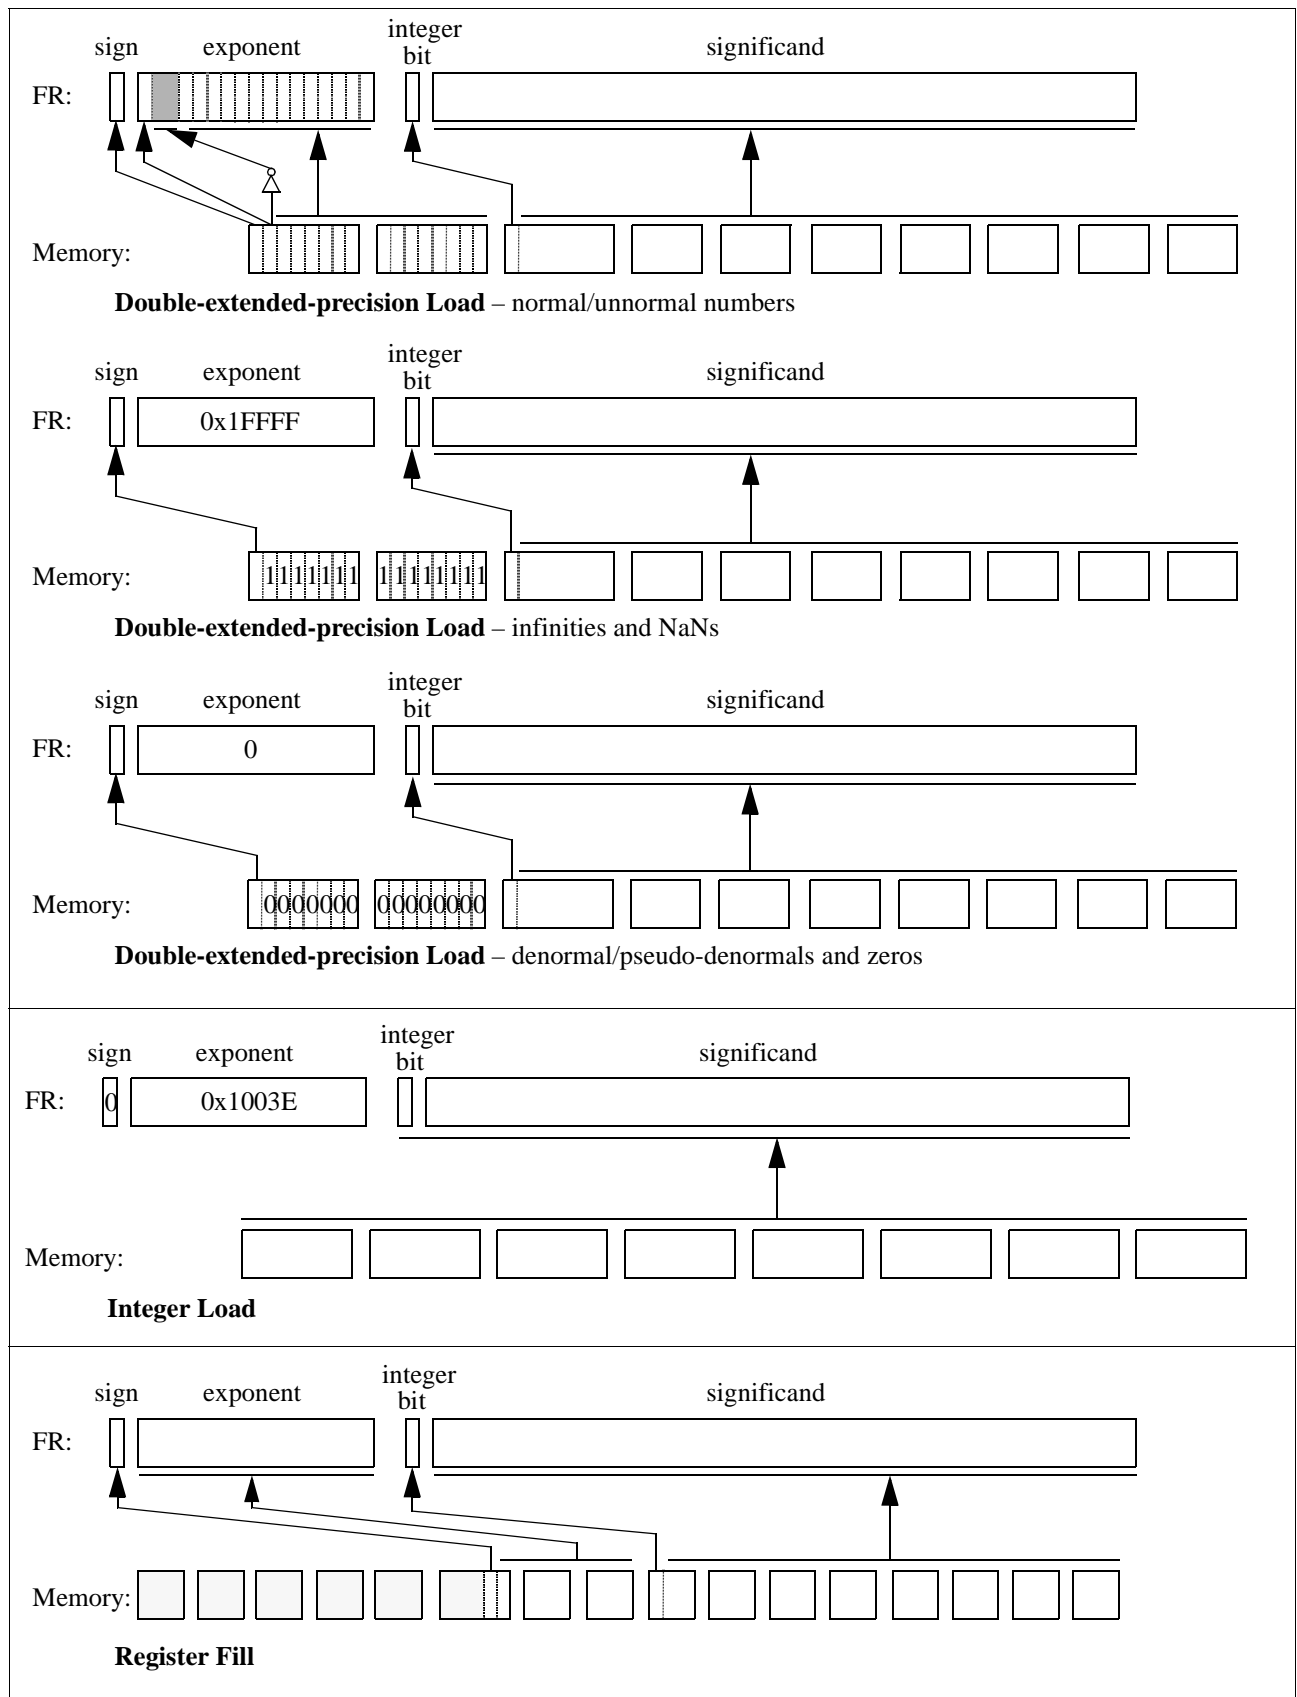 sign exponent integer bit significand
FR:
Memory:
Double-extended-precision Load – normal/unnormal numbers
sign exponent integer bit significand
FR: 0x1FFFF
Memory: 1111111 11111111
Double-extended-precision Load – infinities and NaNs
sign exponent integer bit significand
FR: 0
Memory: 0000000 00000000
Double-extended-precision Load – denormal/pseudo-denormals and zeros
sign exponent integer bit significand
FR: 0 0x1003E
Memory:
Integer Load
sign exponent integer bit significand
FR:
Memory:
Register Fill